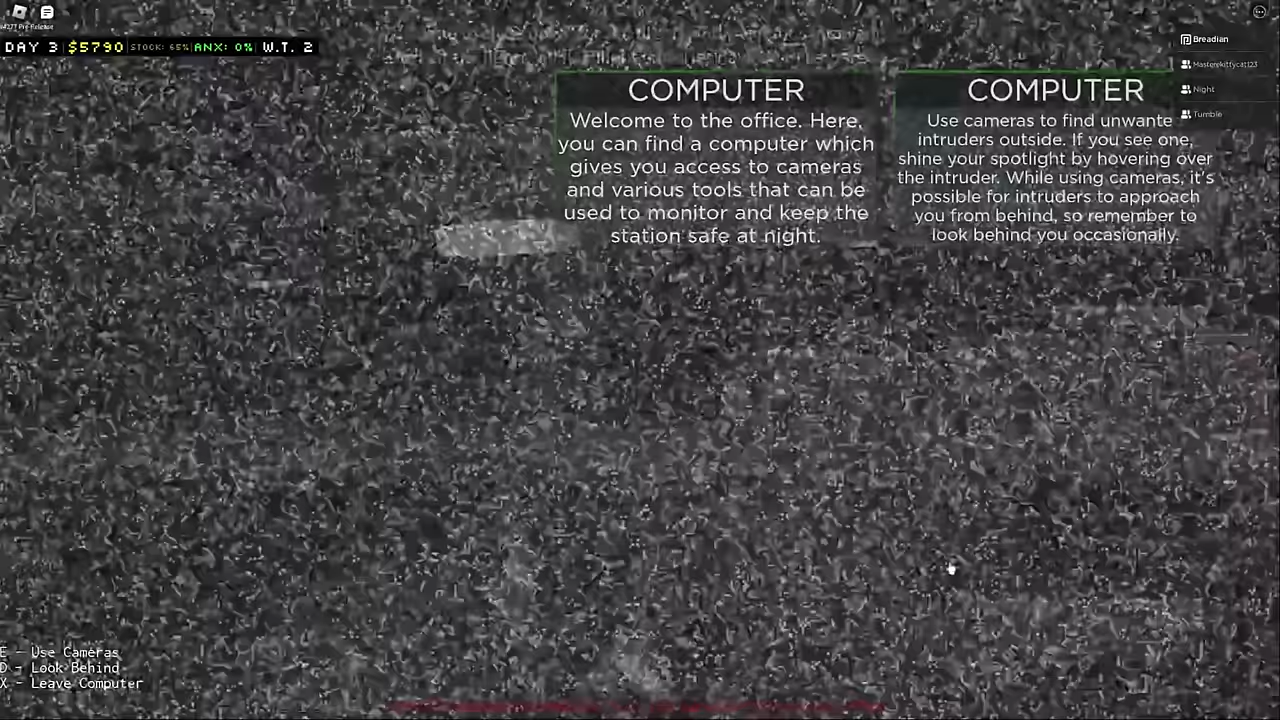 DAY 3 $5790 STOCK: 65% ANX: 0% W.T. 2
Breadian
Masterekittycatt123
Night
Tumble
COMPUTER
Welcome to the office. Here,
you can find a computer which
gives you access to cameras
and various tools that can be
used to monitor and keep the
station safe at night.
COMPUTER
Use cameras to find unwante
intruders outside. If you see one,
shine your spotlight by hovering over
the intruder. While using cameras, it's
possible for intruders to approach
you from behind, so remember to
look behind you occasionally.
E - Use Cameras
D - Look Behind
X - Leave Computer